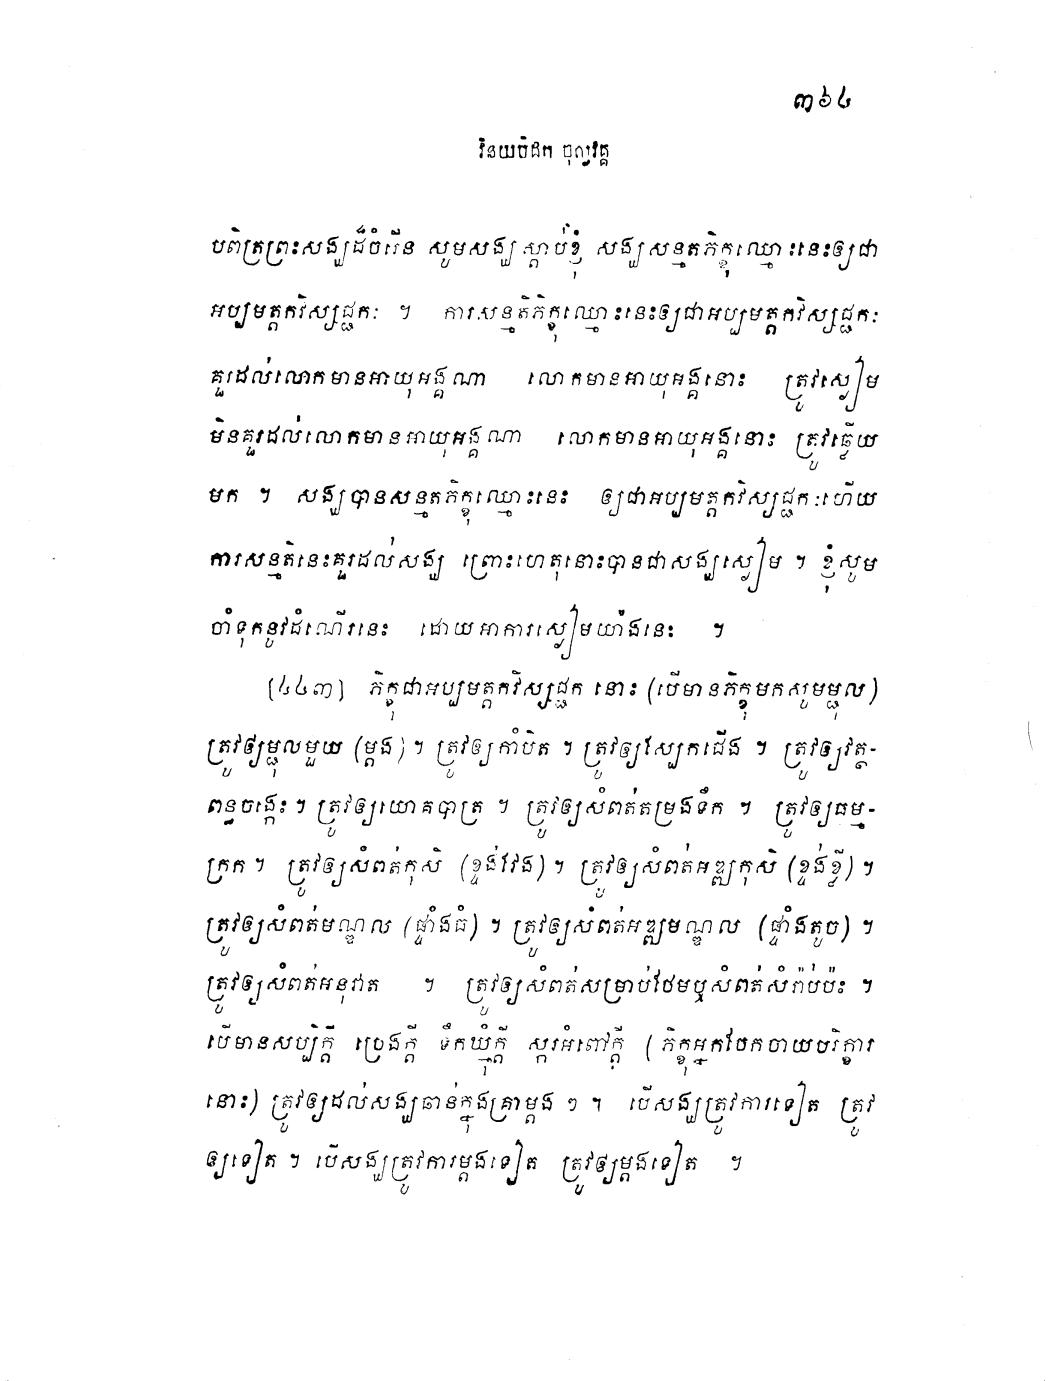 ៣៦៤
វិនយបិដក ចុល្លវគ្គ
បពិត្រព្រះសង្ឃដ៏ចំរើន សូមសង្ឃស្តាប់ខ្ញុំ សង្ឃសន្មតភិក្ខុឈ្មោះនេះឲ្យជា
អប្បមត្តកវិស្សជ្ជកៈ ។ ការសន្មតិភិក្ខុឈ្មោះនេះឲ្យជាអប្បមត្តកវិស្សជ្ជកៈ
គួរដល់លោកមានអាយុអង្គណា លោកមានអាយុអង្គនោះ ត្រូវស្ងៀម
មិនគួរដល់លោកមានអាយុអង្គណា លោកមានអាយុអង្គនោះ ត្រូវឆ្លើយ
មក ។ សង្ឃបានសន្មតភិក្ខុឈ្មោះនេះ ឲ្យជាអប្បមត្តកវិស្សជ្ជកៈហើយ
ការសន្មតិនេះគួរដល់សង្ឃ ព្រោះហេតុនោះបានជាសង្ឃស្ងៀម ។ ខ្ញុំសូម
ចាំទុកនូវដំណើរនេះ ដោយអាការស្ងៀមយ៉ាងនេះ ។
[៤៤៣] ភិក្ខុជាអប្បមត្តកវិស្សជ្ជក នោះ (បើមានភិក្ខុមកសូមម្ជុល)
ត្រូវឲ្យម្ជុលមួយ (ម្តង) ។ ត្រូវឲ្យកាំបិត ។ ត្រូវឲ្យស្បែកជើង ។ ត្រូវឲ្យវត្ថ-
ពន្ធចង្កេះ ។ ត្រូវឲ្យយោគបាត្រ ។ ត្រូវឲ្យសំពត់តម្រងទឹក ។ ត្រូវឲ្យធម្ម-
ក្រក ។ ត្រូវឲ្យសំពត់កុសិ (ខ្ទង់វែង) ។ ត្រូវឲ្យសំពត់អឌ្ឍកុសិ (ខ្ទង់ខ្លី) ។
ត្រូវឲ្យសំពត់មណ្ឌល (ផ្ទាំងធំ) ។ ត្រូវឲ្យសំពត់អឌ្ឍមណ្ឌល (ផ្ទាំងតូច) ។
ត្រូវឲ្យសំពត់អនុវាត ។ ត្រូវឲ្យសំពត់សម្រាប់ថែមឬសំពត់សំរាប់ប៉ះ ។
បើមានសប្បិក្តី ប្រេងក្តី ទឹកឃ្មុំក្តី ស្ករអំពៅក្តី (ភិក្ខុអ្នកចែកចាយបរិក្ខារ
នោះ) ត្រូវឲ្យដល់សង្ឃឆាន់ក្នុងគ្រាម្តង ៗ ។ បើសង្ឃត្រូវការទៀត ត្រូវ
ឲ្យទៀត ។ បើសង្ឃត្រូវការម្តងទៀត ត្រូវឲ្យម្តងទៀត ។